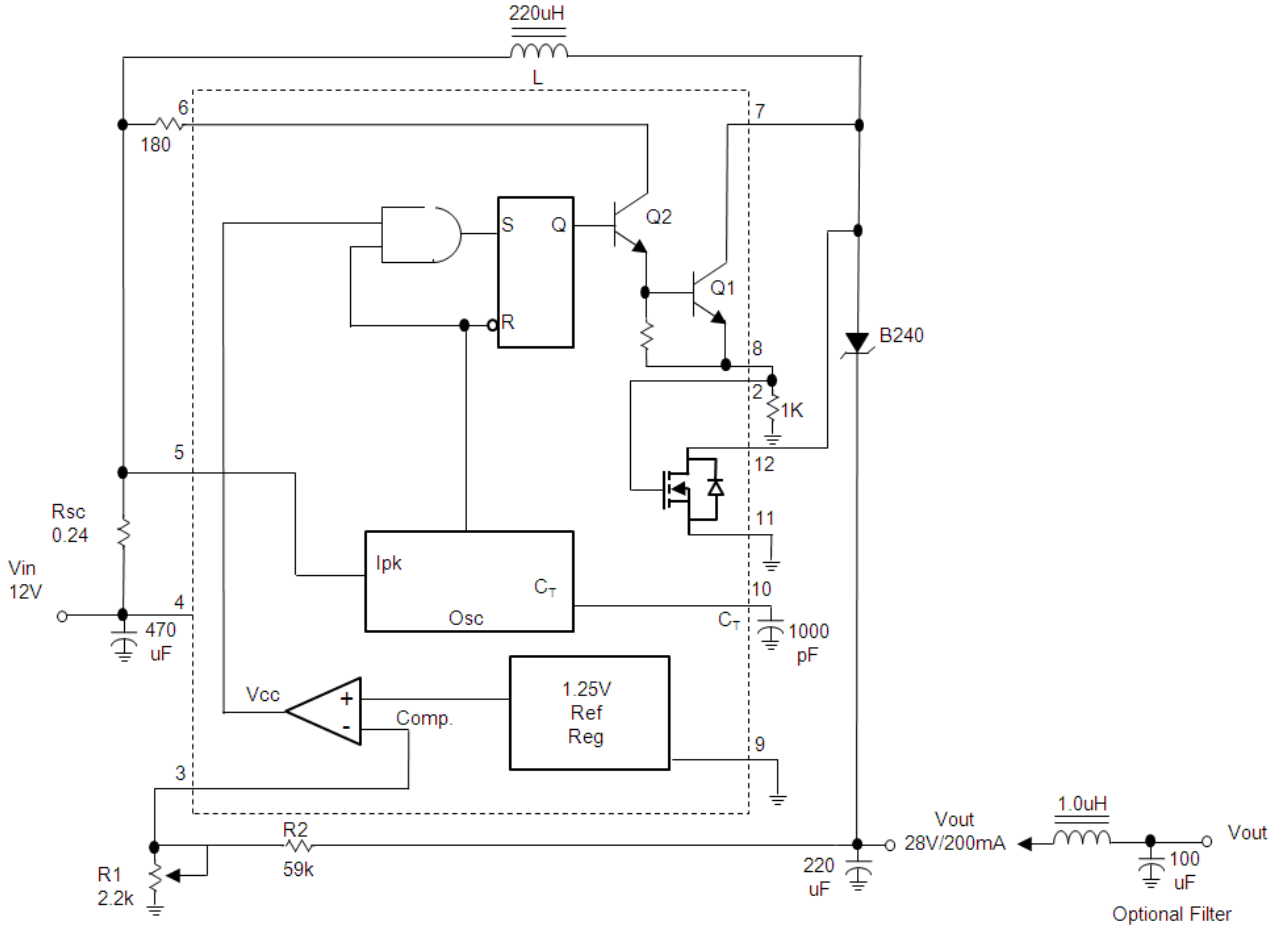 220uH
L
6
7
180
S
Q
Q2
Q1
R
8
B240
2
1K
5
12
Rsc
0.24
11
Ipk
Vin
12V
10
CT
4
Osc
CT
470
uF
1000
pF
Vcc
+
1.25V
Ref
Reg
-
Comp.
9
3
1.0uH
R2
Vout
28V/200mA
Vout
59k
R1
2.2k
220
uF
100
uF
Optional Filter